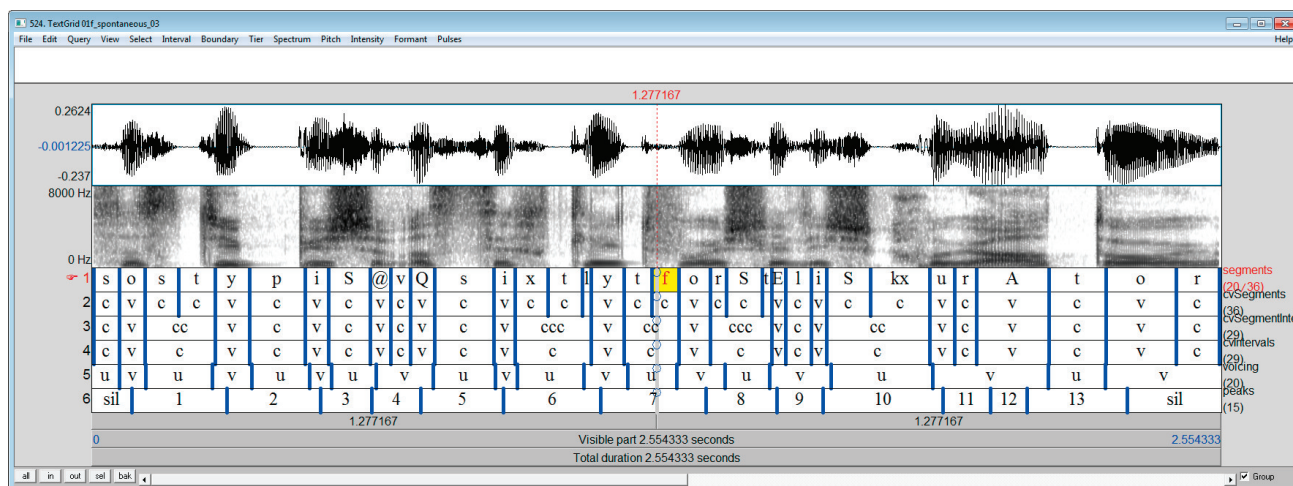 524. TextGrid 01f_spontaneous_03
File Edit Query View Select Interval Boundary Tier Spectrum Pitch Intensity Formant Pulses Help
1.277167
0.2624
-0.001225
-0.237
8000 Hz
0 Hz
1 s o s t y p i S @ v Q s i x t l y t f o r S t E l i S kx u r A t o r segments (20/36)
2 c v c c v c v c v c v c v c c c v c c v c c c v c v c c v c v c v c cvSegments (36)
3 c v cc v c v c v c v c v ccc v cc v ccc v c v cc v c v c v c cvSegmentInte (29)
4 c v c v c v c v c v c v c v c v c v c v c v c v c v c cvIntervals (29)
5 u v u v u v u v u v u v u v u v u v u v voicing (20)
6 sil 1 2 3 4 5 6 7 8 9 10 11 12 13 sil peaks (15)
1.277167 1.277167
0 Visible part 2.554333 seconds 2.554333
Total duration 2.554333 seconds
all in out sel bak Group